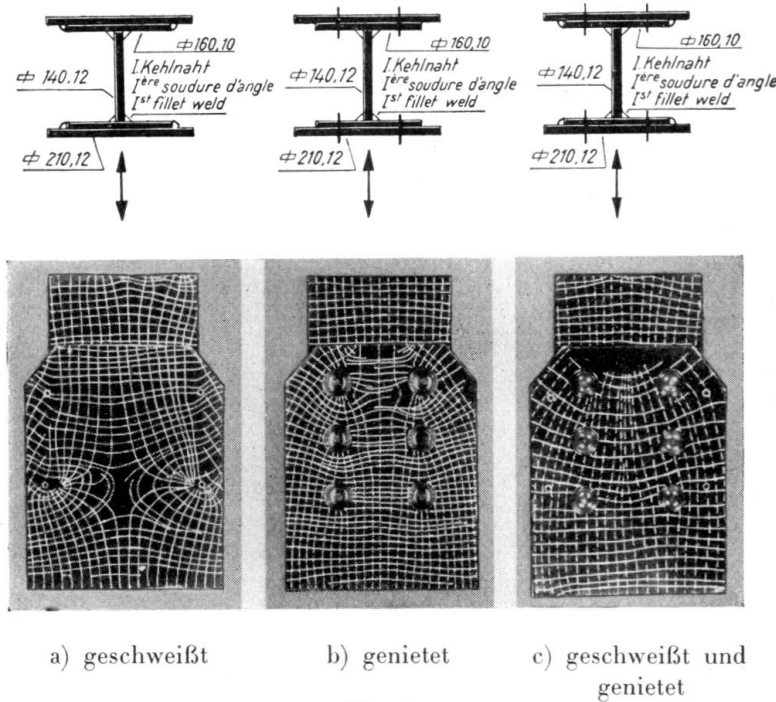 ⌽160,10
I.Kehlnaht
Ière soudure d'angle
Ist fillet weld
⌽ 140.12
⌽ 210,12
⌽160,10
I.Kehlnaht
Ière soudure d'angle
Ist fillet weld
⌽140.12
⌽210,12
⌽160,10
I.Kehlnaht
Ière soudure d'angle
Ist fillet weld
⌽140,12
⌽210,12
a) geschweißt
b) genietet
c) geschweißt und
genietet